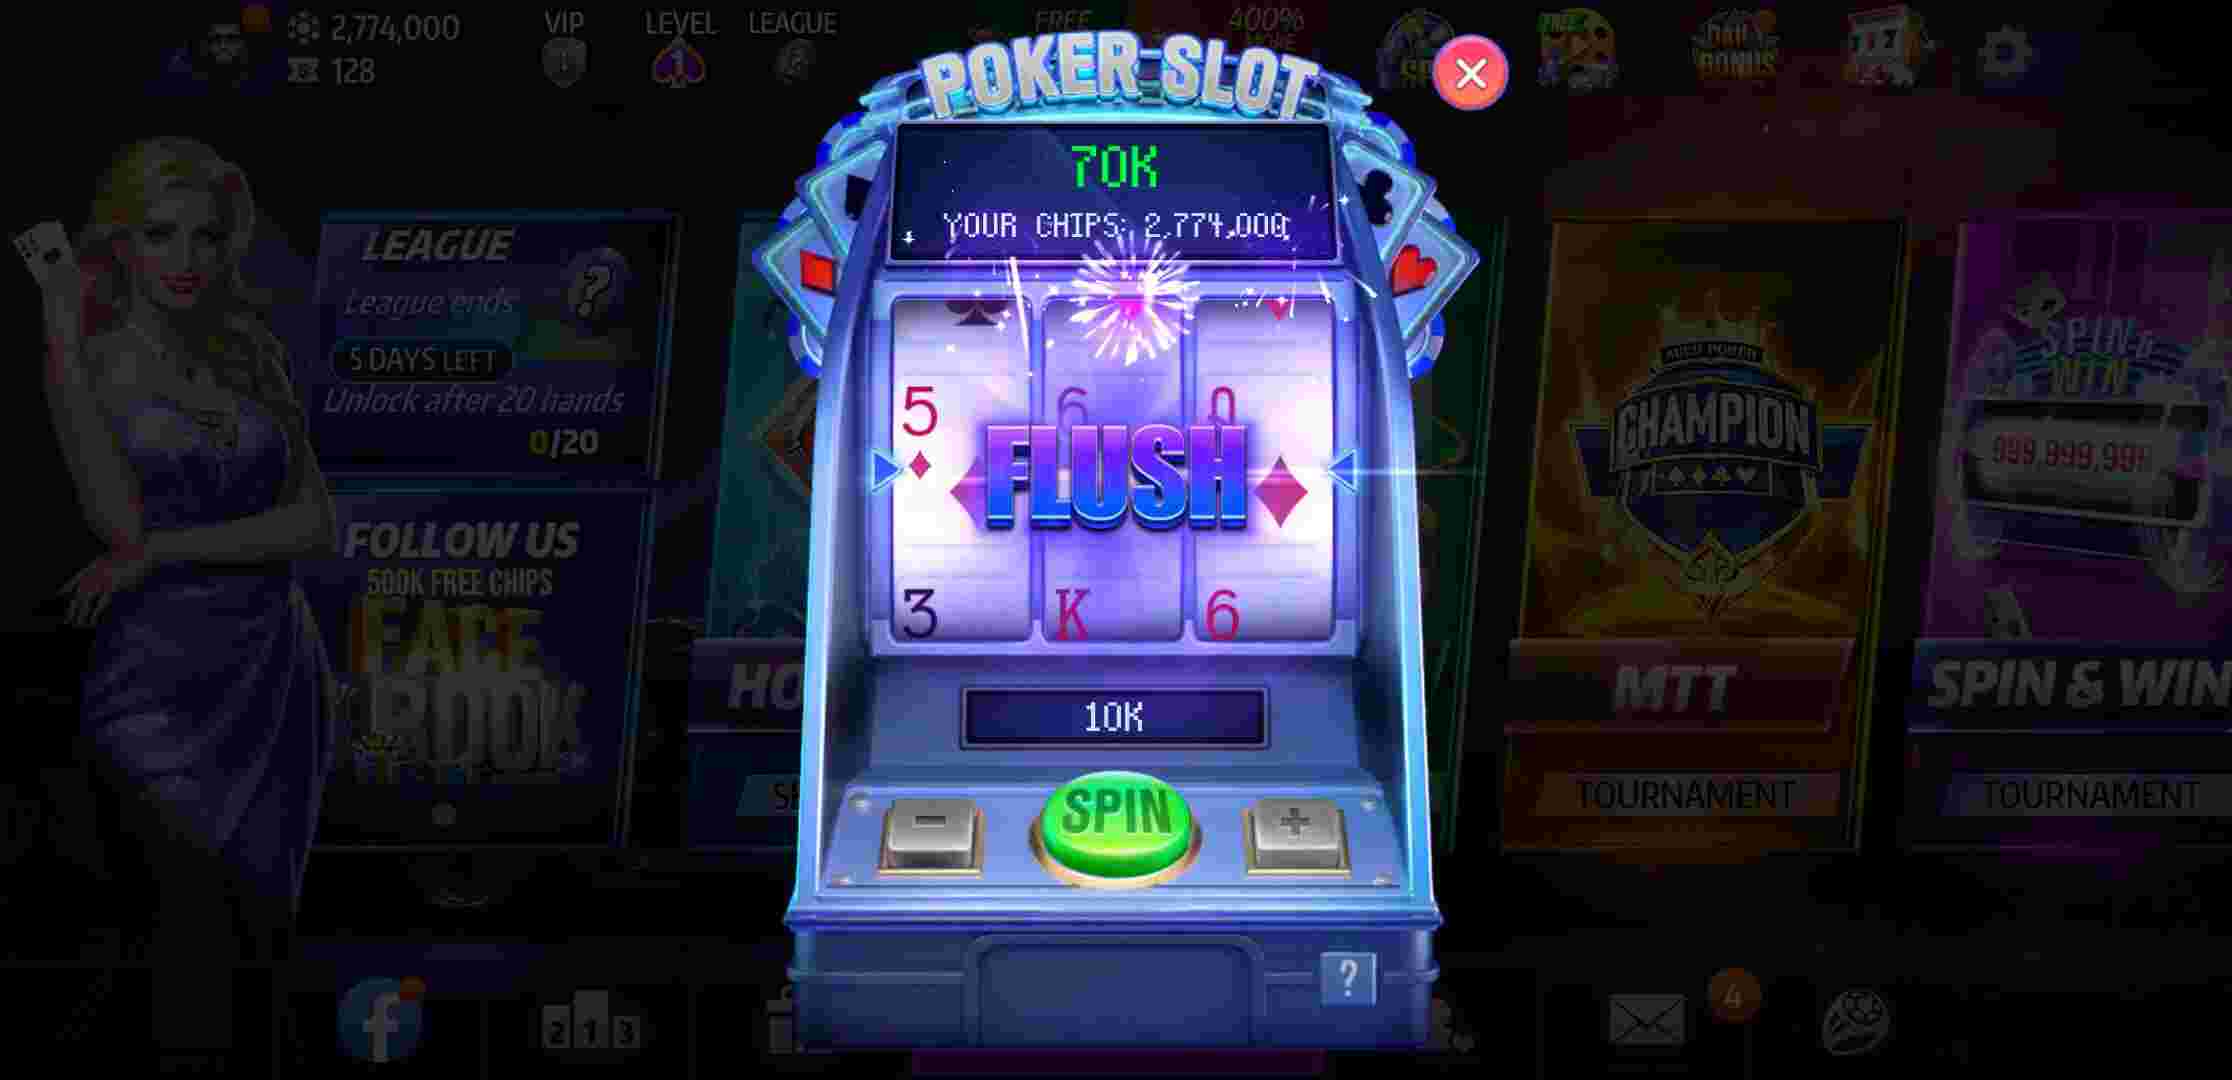 2,774,000
128
VIP
LEVEL
1
LEAGUE
FREE
400%
MORE
FREE
DAILY
BONUS
POKER SLOT
70K
YOUR CHIPS: 2,774,000
LEAGUE
League ends
5 DAYS LEFT
Unlock after 20 hands
0/20
?
FOLLOW US
500K FREE CHIPS
FACE
BOOK
5
6
FLUSH
3
K
6
10K
-
SPIN
+
?
HO
CHAMPION
MTT
TOURNAMENT
SPIN &
WIN
SPIN & WIN
TOURNAMENT
f
2 1 3
4